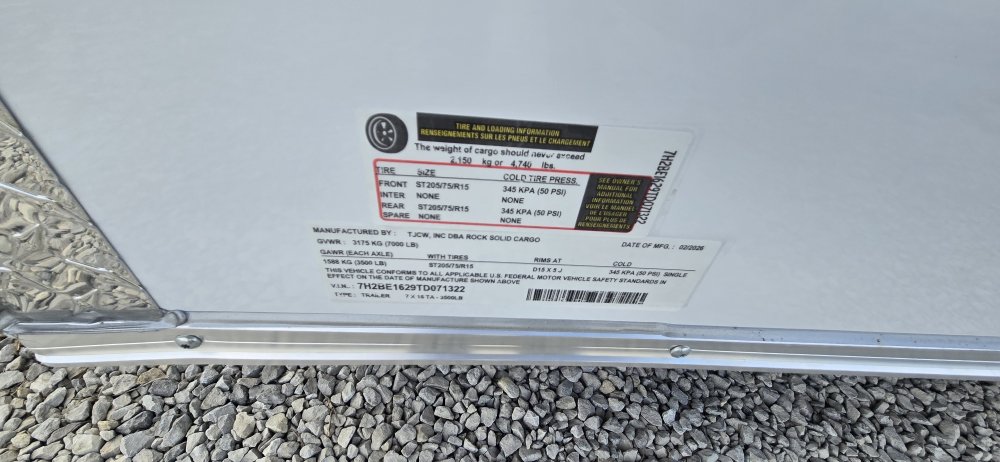 TIRE AND LOADING INFORMATION
RENSEIGNEMENTS SUR LES PNEUS ET LE CHARGEMENT
The weight of cargo should never exceed
2,150 kg or 4,740 lbs.
TIRE SIZE COLD TIRE PRESS.
FRONT ST205/75/R15 345 KPA (50 PSI)
INTER NONE NONE
REAR ST205/75/R15 345 KPA (50 PSI)
SPARE NONE NONE
SEE OWNER'S
MANUAL FOR
ADDITIONAL
INFORMATION
VOIR LE MANUEL
DE L'USAGER
POUR PLUS DE
RENSEIGNEMENTS
7H2BE1629TD071322
MANUFACTURED BY : TJCW, INC DBA ROCK SOLID CARGO DATE OF MFG. : 02/2026
GVWR : 3175 KG (7000 LB)
GAWR (EACH AXLE) WITH TIRES RIMS AT COLD
1588 KG (3500 LB) ST205/75/R15 D15 X 5 J 345 KPA (50 PSI) SINGLE
THIS VEHICLE CONFORMS TO ALL APPLICABLE U.S. FEDERAL MOTOR VEHICLE SAFETY STANDARDS IN
EFFECT ON THE DATE OF MANUFACTURE SHOWN ABOVE
V.I.N.: 7H2BE1629TD071322
TYPE : TRAILER 7 X 16 TA - 3500LB